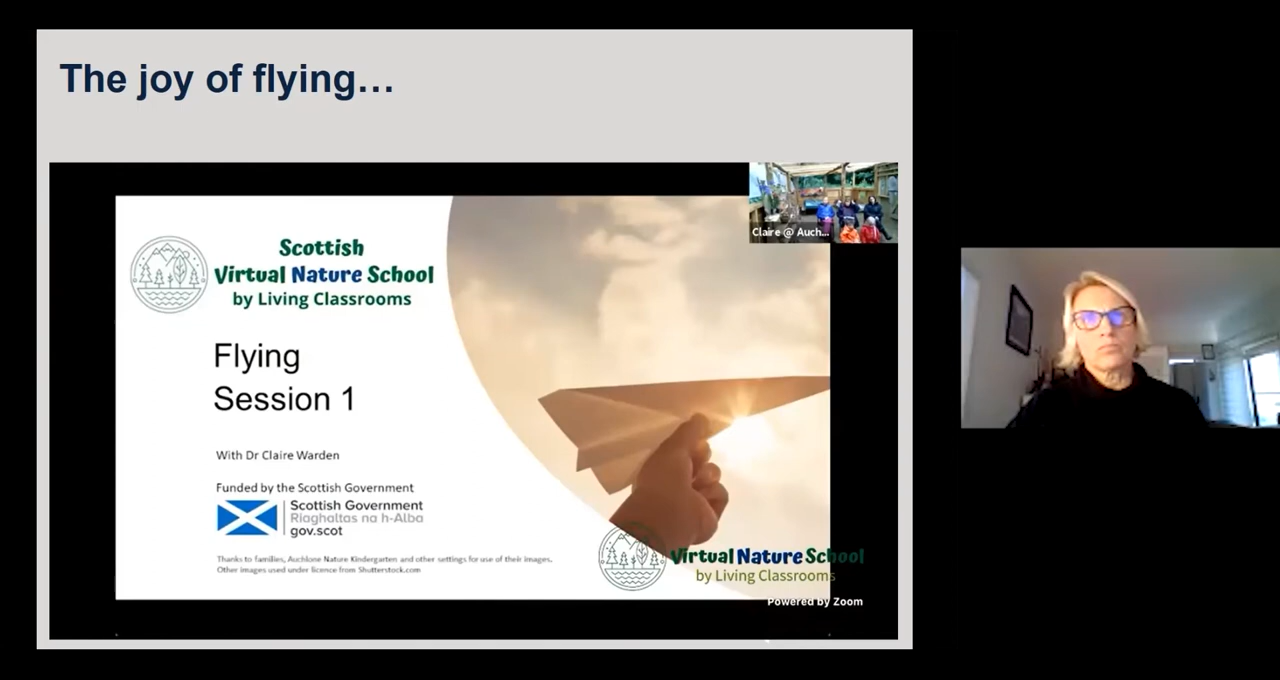 The joy of flying…
Claire @ Auch...
Scottish
Virtual Nature School
by Living Classrooms
Flying
Session 1
With Dr Claire Warden
Funded by the Scottish Government
Scottish Government
Riaghaltas na h-Alba
gov.scot
Thanks to families, Auchlone Nature Kindergarten and other settings for use of their images.
Other images used under licence from Shutterstock.com
Virtual Nature School
by Living Classrooms
Powered by Zoom